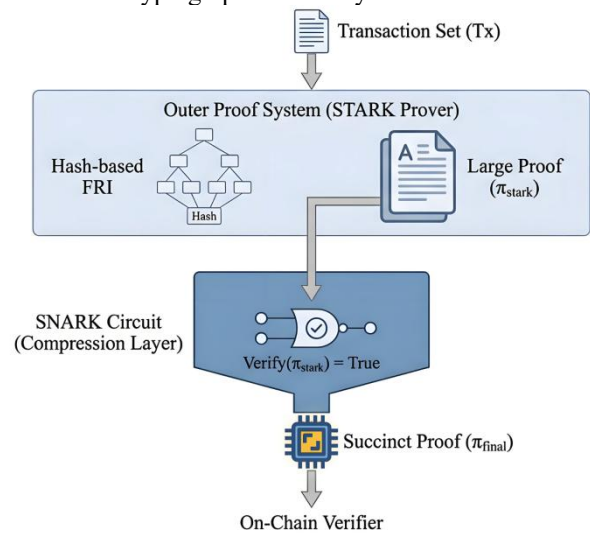 Transaction Set (Tx)
Outer Proof System (STARK Prover)
Hash-based
FRI
Hash
A
Large Proof
(π_stark)
SNARK Circuit
(Compression Layer)
Verify(π_stark) = True
Succinct Proof (π_final)
On-Chain Verifier